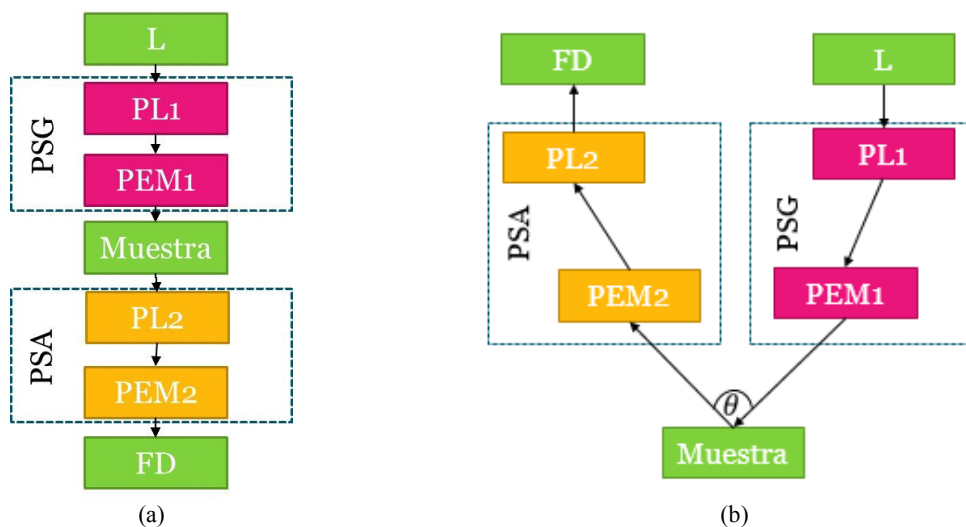 L
PSG
PL1
PEM1
Muestra
PSA
PL2
PEM2
FD
(a)
FD
L
PSA
PL2
PEM2
PSG
PL1
PEM1
θ
Muestra
(b)